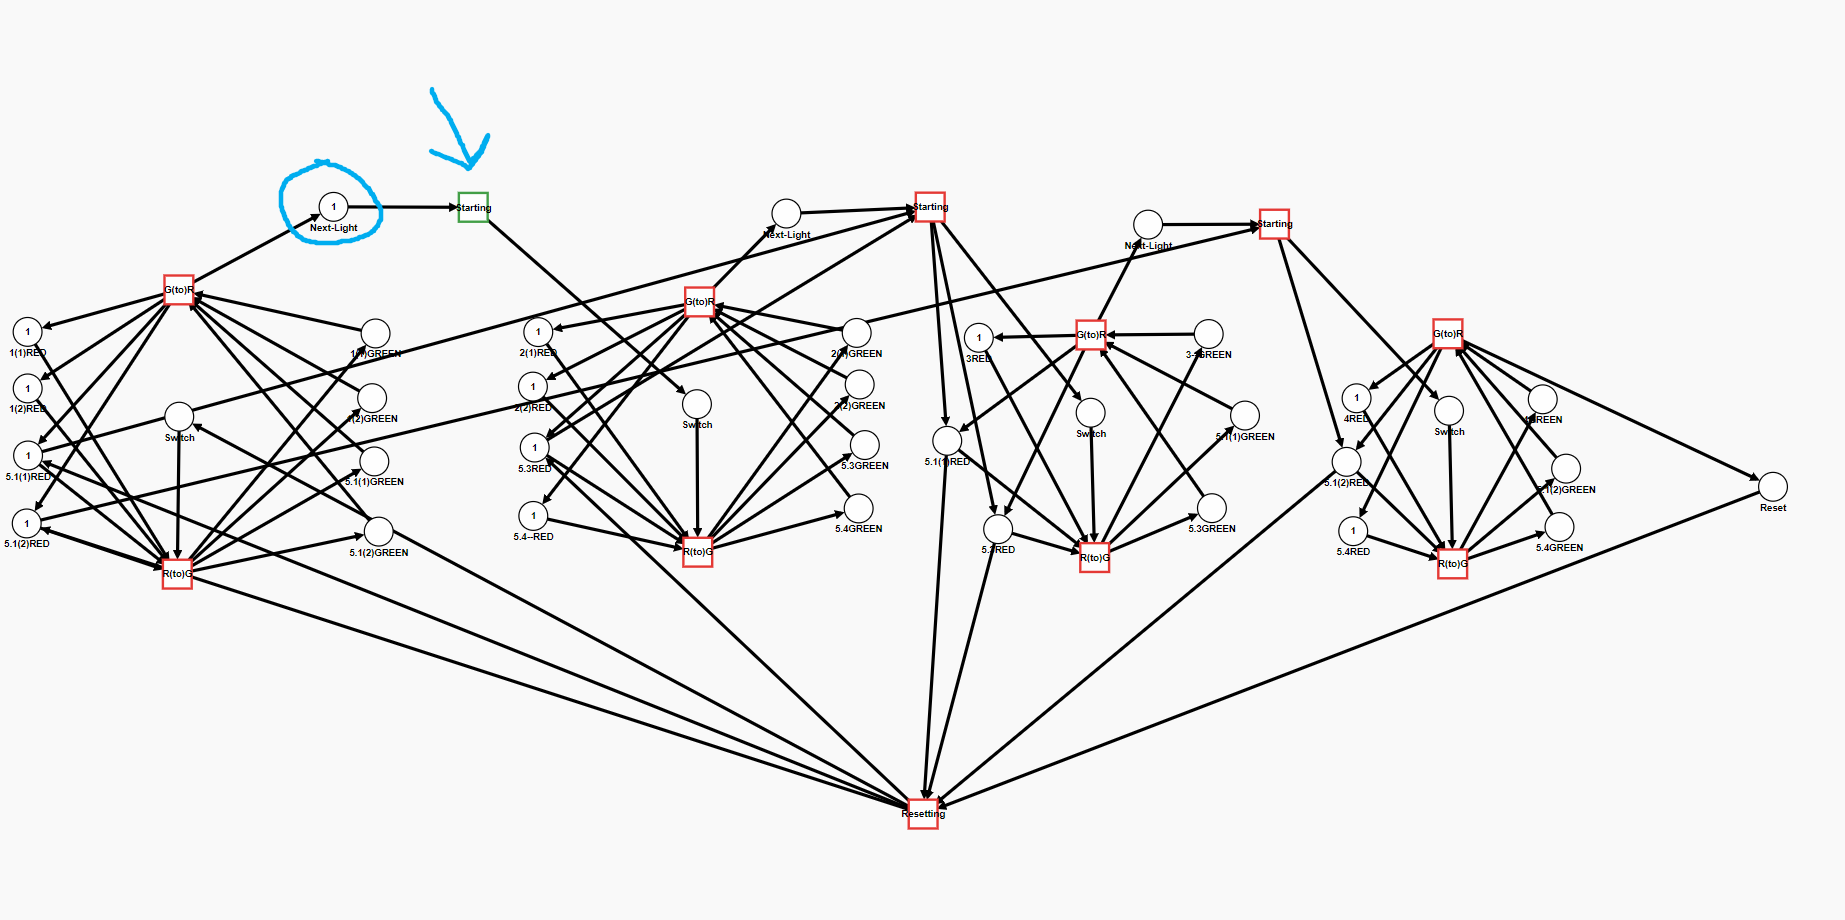 1
Next-Light
Starting
Next-Light
Starting
Next-Light
Starting
G(to)R
1
1(1)RED
1(1)GREEN
1
1(2)RED
1(2)GREEN
Switch
1
5.1(1)RED
5.1(1)GREEN
1
5.1(2)RED
5.1(2)GREEN
R(to)G
G(to)R
1
2(1)RED
2(1)GREEN
1
2(2)RED
2(2)GREEN
Switch
1
5.3RED
5.3GREEN
1
5.4--RED
5.4GREEN
R(to)G
G(to)R
1
3RED
Switch
5.1(1)GREEN
5.1(1)RED
5.3GREEN
R(to)G
G(to)R
1
4RED
Switch
5.1(2)RED
5.1(2)GREEN
1
5.4RED
5.4GREEN
R(to)G
Reset
Resetting